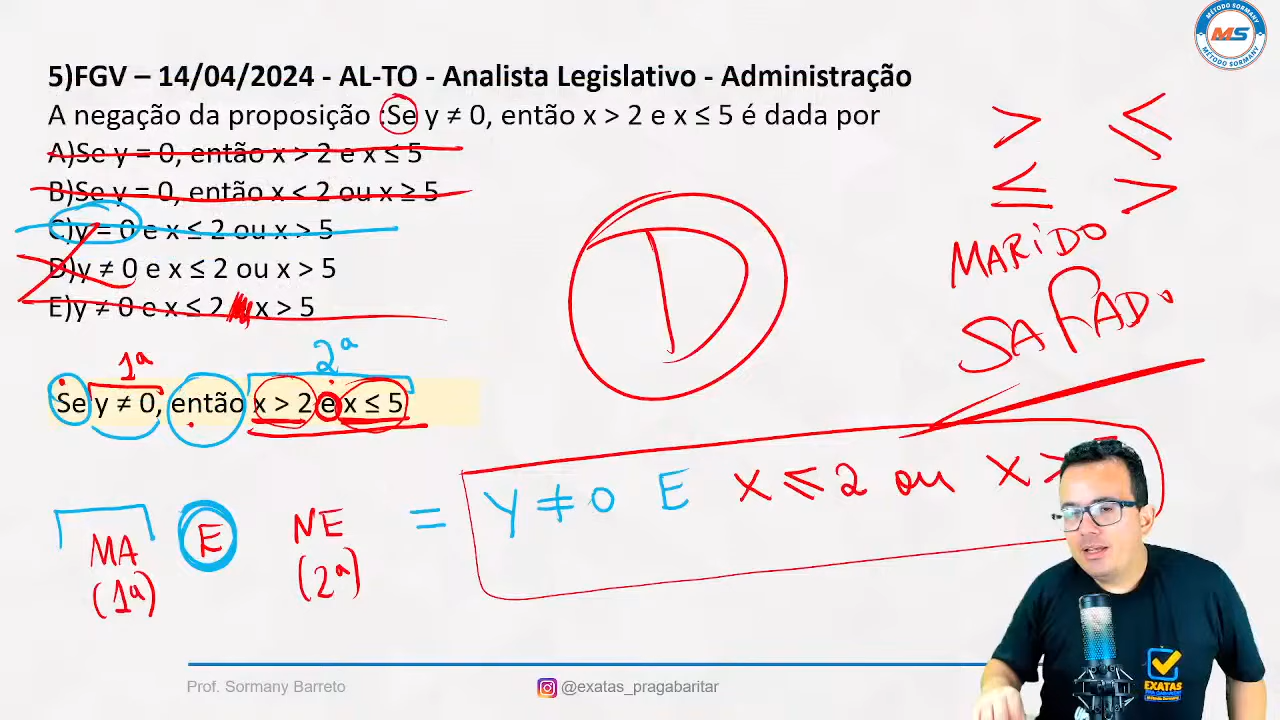 MÉTODO SORMANY
MS
MÉTODO SORMANY
5)FGV – 14/04/2024 - AL-TO - Analista Legislativo - Administração
A negação da proposição :Se y ≠ 0, então x > 2 e x ≤ 5 é dada por
A)Se y = 0, então x > 2 e x ≤ 5
B)Se y = 0, então x < 2 ou x ≥ 5
C)y = 0 e x ≤ 2 ou x > 5
D)y ≠ 0 e x ≤ 2 ou x > 5
E)y ≠ 0 e x ≤ 2 x > 5
> ≤
≤ >
MARIDO
SAFADO
D
1ª 2ª
Se y ≠ 0, então x > 2 e x ≤ 5
MA E NE = Y ≠ 0 E X ≤ 2 ou X >
(1ª) (2ª)
EXATAS
Prof. Sormany Barreto
@exatas_pragabaritar